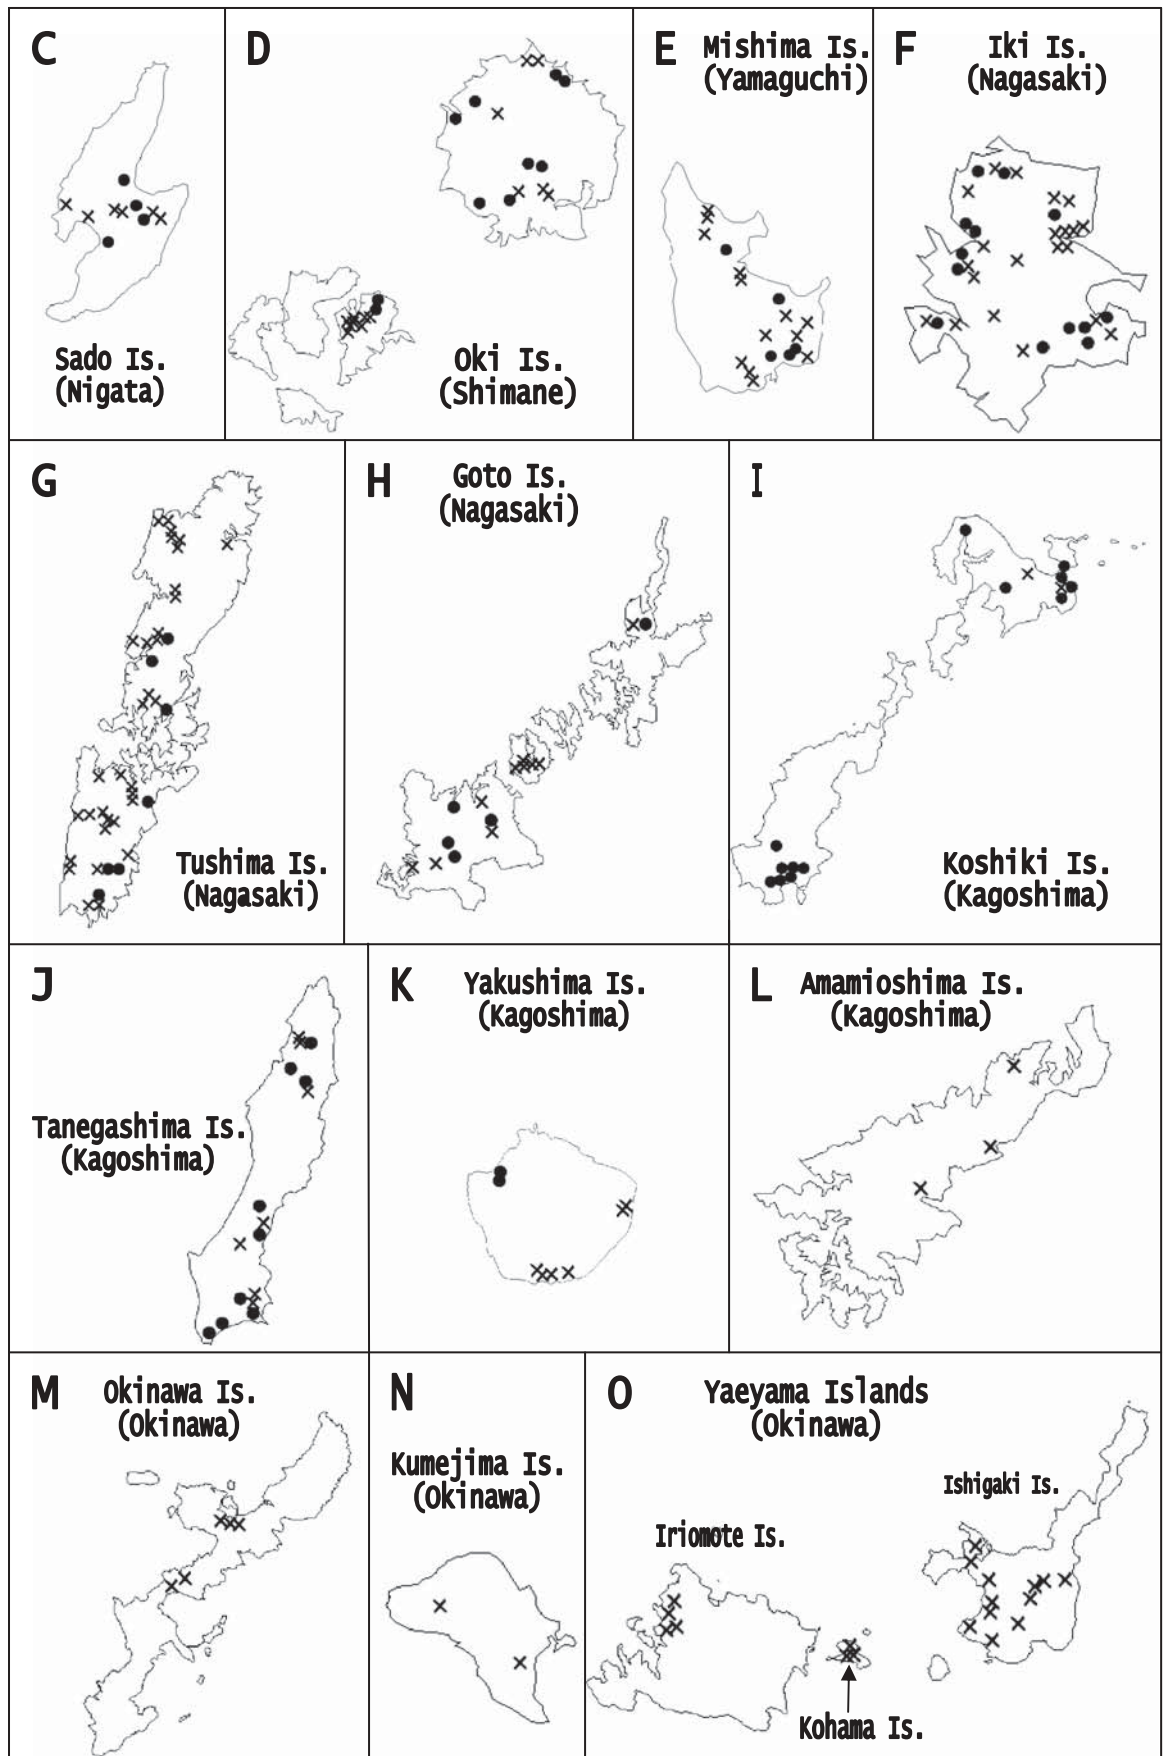 C
Sado Is.
(Nigata)
D
Oki Is.
(Shimane)
E
Mishima Is.
(Yamaguchi)
F
Iki Is.
(Nagasaki)
G
Tushima Is.
(Nagasaki)
H
Goto Is.
(Nagasaki)
I
Koshiki Is.
(Kagoshima)
J
Tanegashima Is.
(Kagoshima)
K
Yakushima Is.
(Kagoshima)
L
Amamioshima Is.
(Kagoshima)
M
Okinawa Is.
(Okinawa)
N
Kumejima Is.
(Okinawa)
O
Yaeyama Islands
(Okinawa)
Ishigaki Is.
Iriomote Is.
Kohama Is.